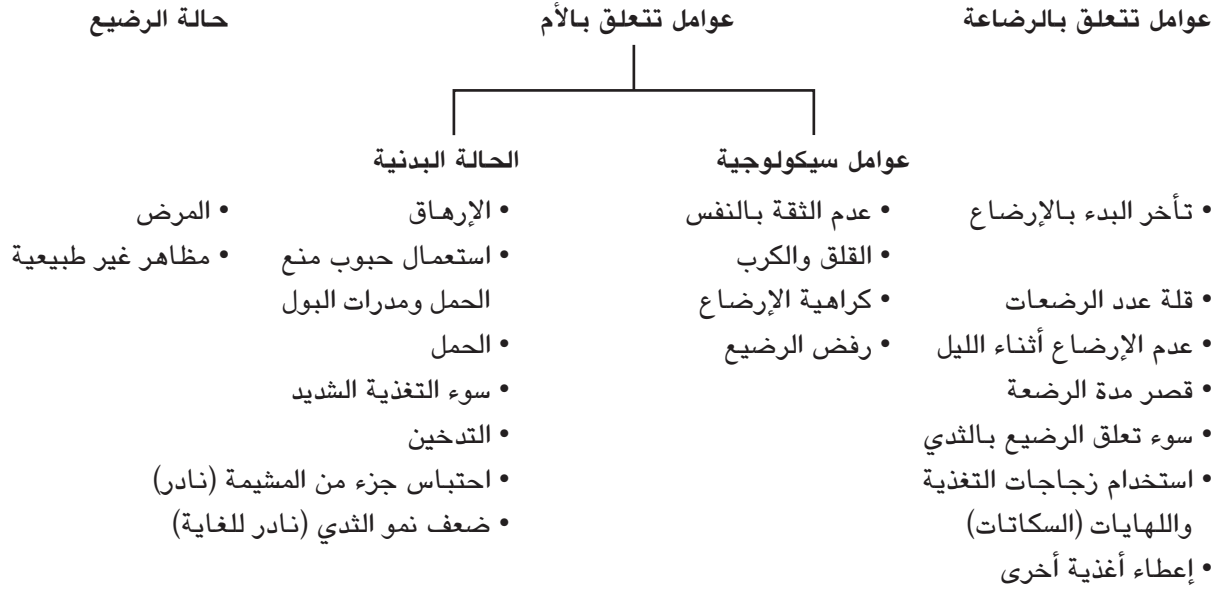 عوامل تتعلق بالرضاعة
عوامل تتعلق بالأم
حالة الرضيع
عوامل سيكولوجية
الحالة البدنية
• تأخر البدء بالإرضاع
• قلة عدد الرضعات
• عدم الإرضاع أثناء الليل
• قصر مدة الرضعة
• سوء تعلق الرضيع بالثدي
• استخدام زجاجات التغذية
واللهايات (السكاتات)
• إعطاء أغذية أخرى
• عدم الثقة بالنفس
• القلق والكرب
• كراهية الإرضاع
• رفض الرضيع
• الإرهاق
• استعمال حبوب منع
الحمل ومدرات البول
• الحمل
• سوء التغذية الشديد
• التدخين
• احتباس جزء من المشيمة (نادر)
• ضعف نمو الثدي (نادر للغاية)
• المرض
• مظاهر غير طبيعية